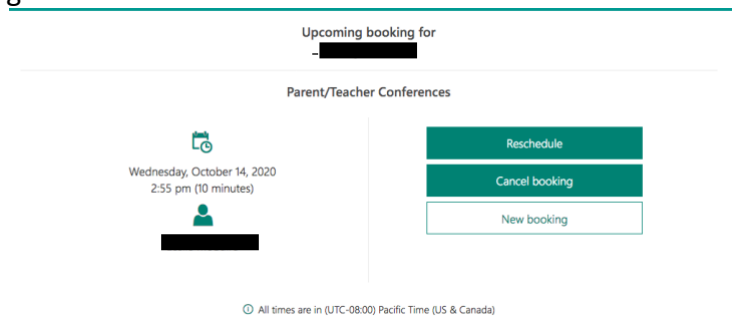 g
Upcoming booking for
–
Parent/Teacher Conferences
Wednesday, October 14, 2020
2:55 pm (10 minutes)
Reschedule
Cancel booking
New booking
All times are in (UTC-08:00) Pacific Time (US & Canada)